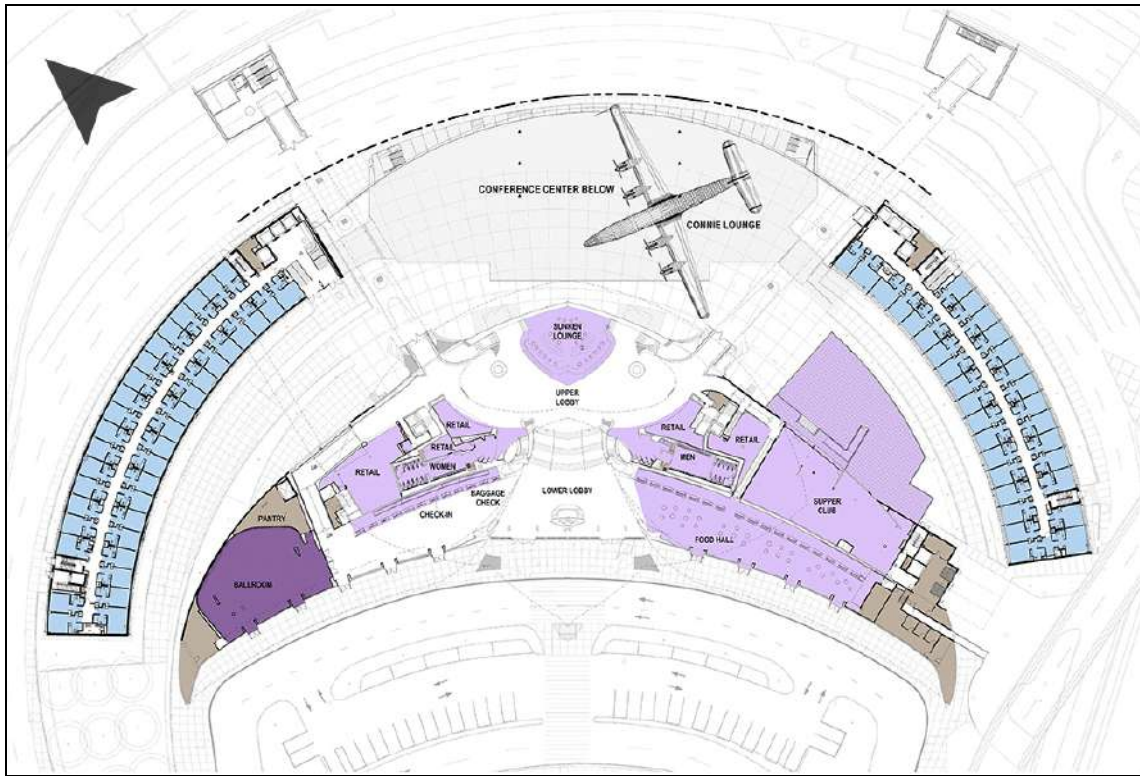 CONFERENCE CENTER BELOW
CONNIE LOUNGE
SUNKEN
LOUNGE
UPPER
LOBBY
RETAIL
RETAIL
RETAIL
RETAIL
RETAIL
WOMEN
MEN
BAGGAGE
CHECK
LOWER LOBBY
CHECK-IN
SUPPER
CLUB
PANTRY
FOOD HALL
BALLROOM